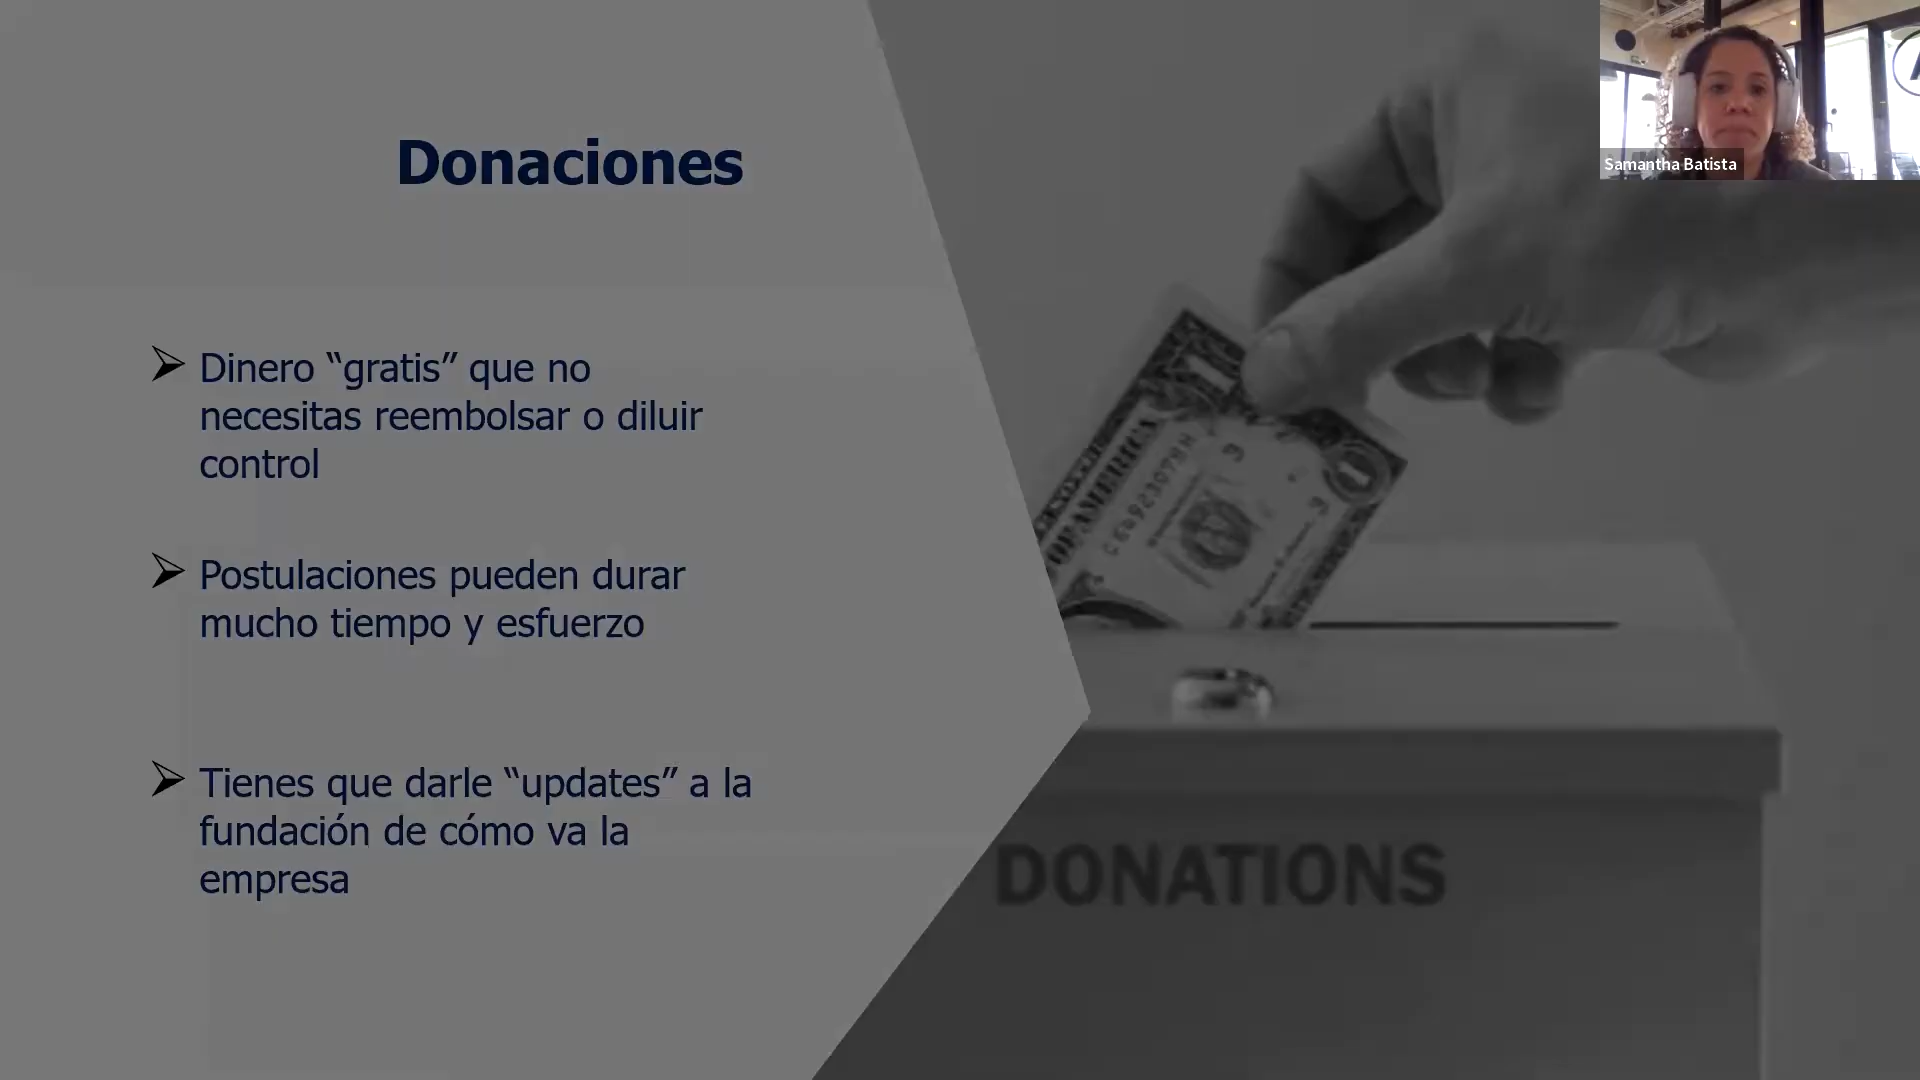 Donaciones
Samantha Batista
➢ Dinero “gratis” que no
necesitas reembolsar o diluir
control
➢ Postulaciones pueden durar
mucho tiempo y esfuerzo
➢ Tienes que darle “updates” a la
fundación de cómo va la
empresa
DONATIONS